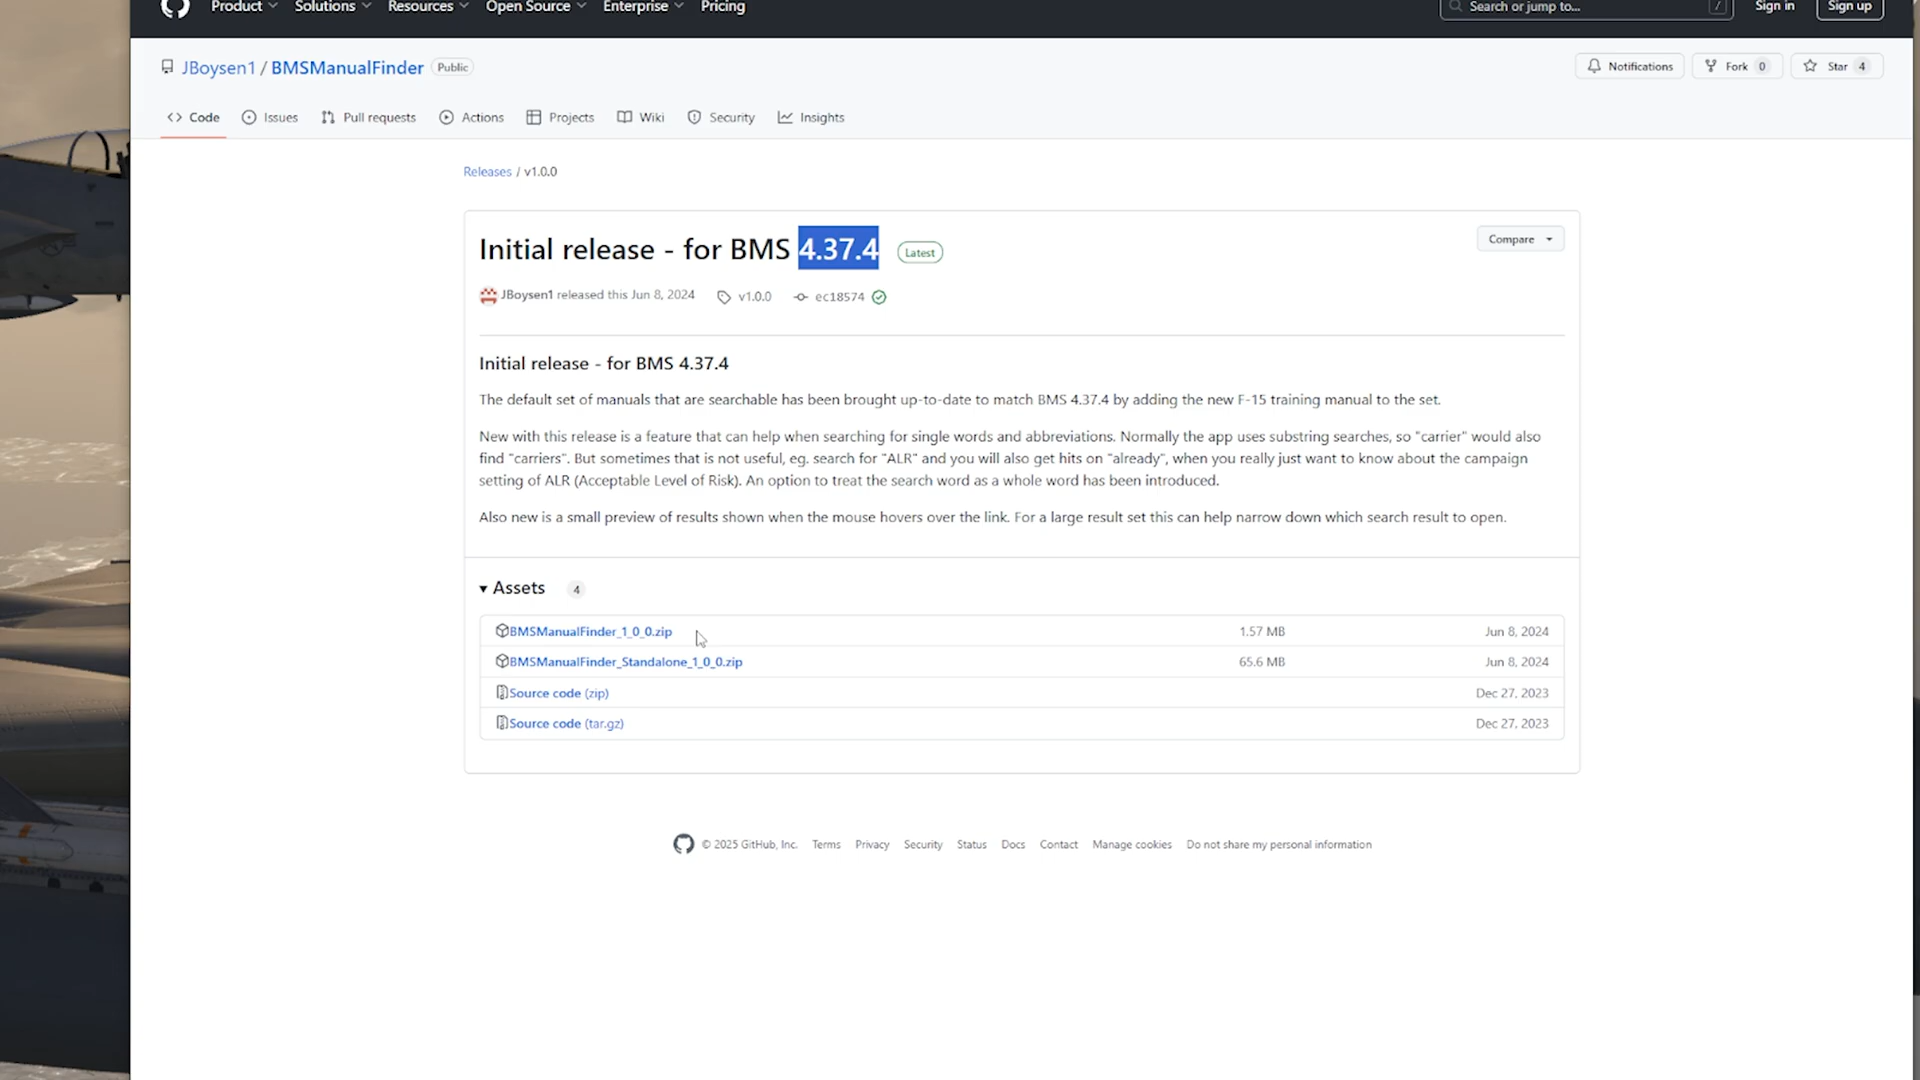 Product Solutions Resources Open Source Enterprise Pricing Search or jump to... / Sign in Sign up
JBoysen1 / BMSManualFinder Public Notifications Fork 0 Star 4
Code Issues Pull requests Actions Projects Wiki Security Insights
Releases / v1.0.0
Initial release - for BMS 4.37.4 Latest Compare
JBoysen1 released this Jun 8, 2024 v1.0.0 ec18574
Initial release - for BMS 4.37.4
The default set of manuals that are searchable has been brought up-to-date to match BMS 4.37.4 by adding the new F-15 training manual to the set.
New with this release is a feature that can help when searching for single words and abbreviations. Normally the app uses substring searches, so "carrier" would also
find "carriers". But sometimes that is not useful, eg. search for "ALR" and you will also get hits on "already", when you really just want to know about the campaign
setting of ALR (Acceptable Level of Risk). An option to treat the search word as a whole word has been introduced.
Also new is a small preview of results shown when the mouse hovers over the link. For a large result set this can help narrow down which search result to open.
Assets 4
BMSManualFinder_1_0_0.zip 1.57 MB Jun 8, 2024
BMSManualFinder_Standalone_1_0_0.zip 65.6 MB Jun 8, 2024
Source code (zip) Dec 27, 2023
Source code (tar.gz) Dec 27, 2023
© 2025 GitHub, Inc. Terms Privacy Security Status Docs Contact Manage cookies Do not share my personal information